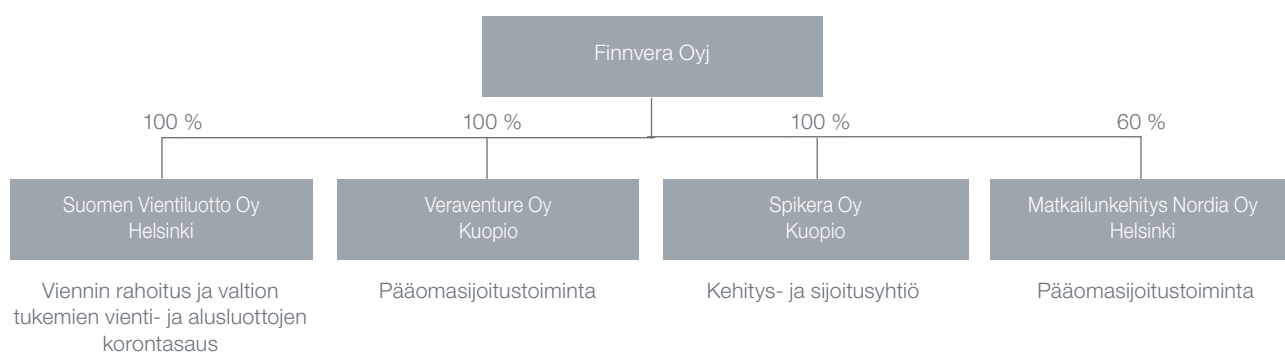 Finnvera Oyj
100 %
100 %
100 %
60 %
Suomen Vientiluotto Oy
Helsinki
Veraventure Oy
Kuopio
Spikera Oy
Kuopio
Matkailunkehitys Nordia Oy
Helsinki
Viennin rahoitus ja valtion
tukemien vienti- ja alusluottojen
korontasaus
Pääomasijoitustoiminta
Kehitys- ja sijoitusyhtiö
Pääomasijoitustoiminta